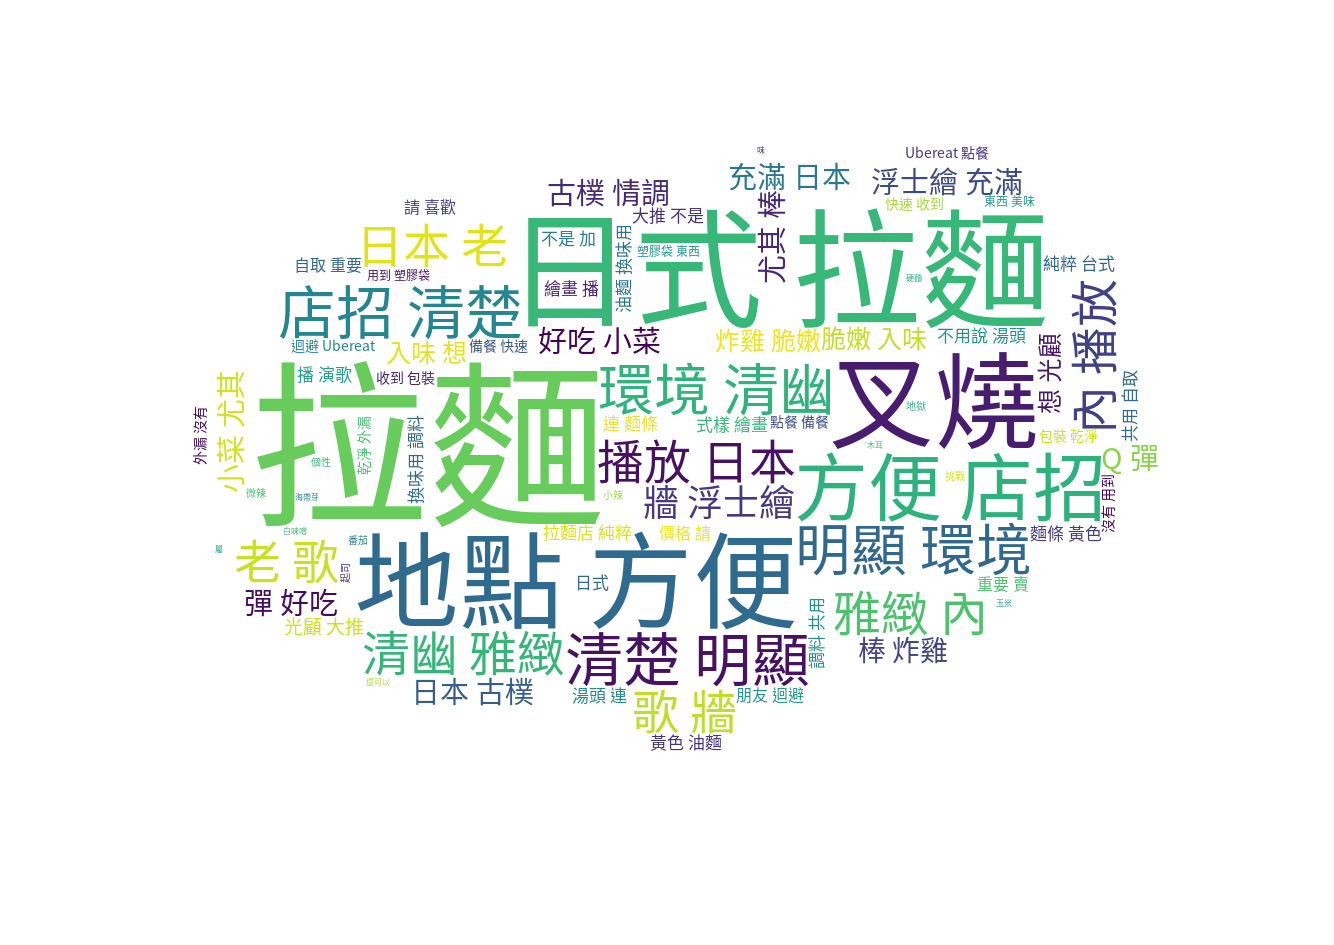 味
Ubereat 點餐
充滿 日本
浮士繪 充滿
古樸 情調
尤其 棒
東西 美味
快速 收到
請 喜歡
大推 不是
日式 拉麵
日本 老
不是 加
油麵 換味用
塑膠袋 東西
自取 重要
用到 塑膠袋
純粹 台式
硬麵
繪畫 播
店招 清楚
內 播放
好吃 小菜
炸雞 脆嫩
脆嫩 入味
不用說 湯頭
迴避 Ubereat
入味 想
備餐 快速
想 光顧
播 演歌
收到 包裝
拉麵
環境 清幽
叉燒
小菜 尤其
共用 自取
外漏 沒有
地獄
乾淨 外漏
換味用 調料
連 麵條
式樣 繪畫
點餐 備餐
包裝 乾淨
木耳
播放 日本
方便 店招
Q 彈
個性
挑戰
微辣
海帶芽
小辣
牆 浮士繪
沒有 用到
白味噌
拉麵店 純粹
價格 請
明顯 環境
麵條 黃色
番茄
老 歌
起司
地點 方便
日式
重要 賣
彈 好吃
玉米
雅緻 內
調料 共用
光顧 大推
清幽 雅緻
清楚 明顯
棒 炸雞
還可以
日本 古樸
湯頭 連
歌 牆
朋友 迴避
黃色 油麵